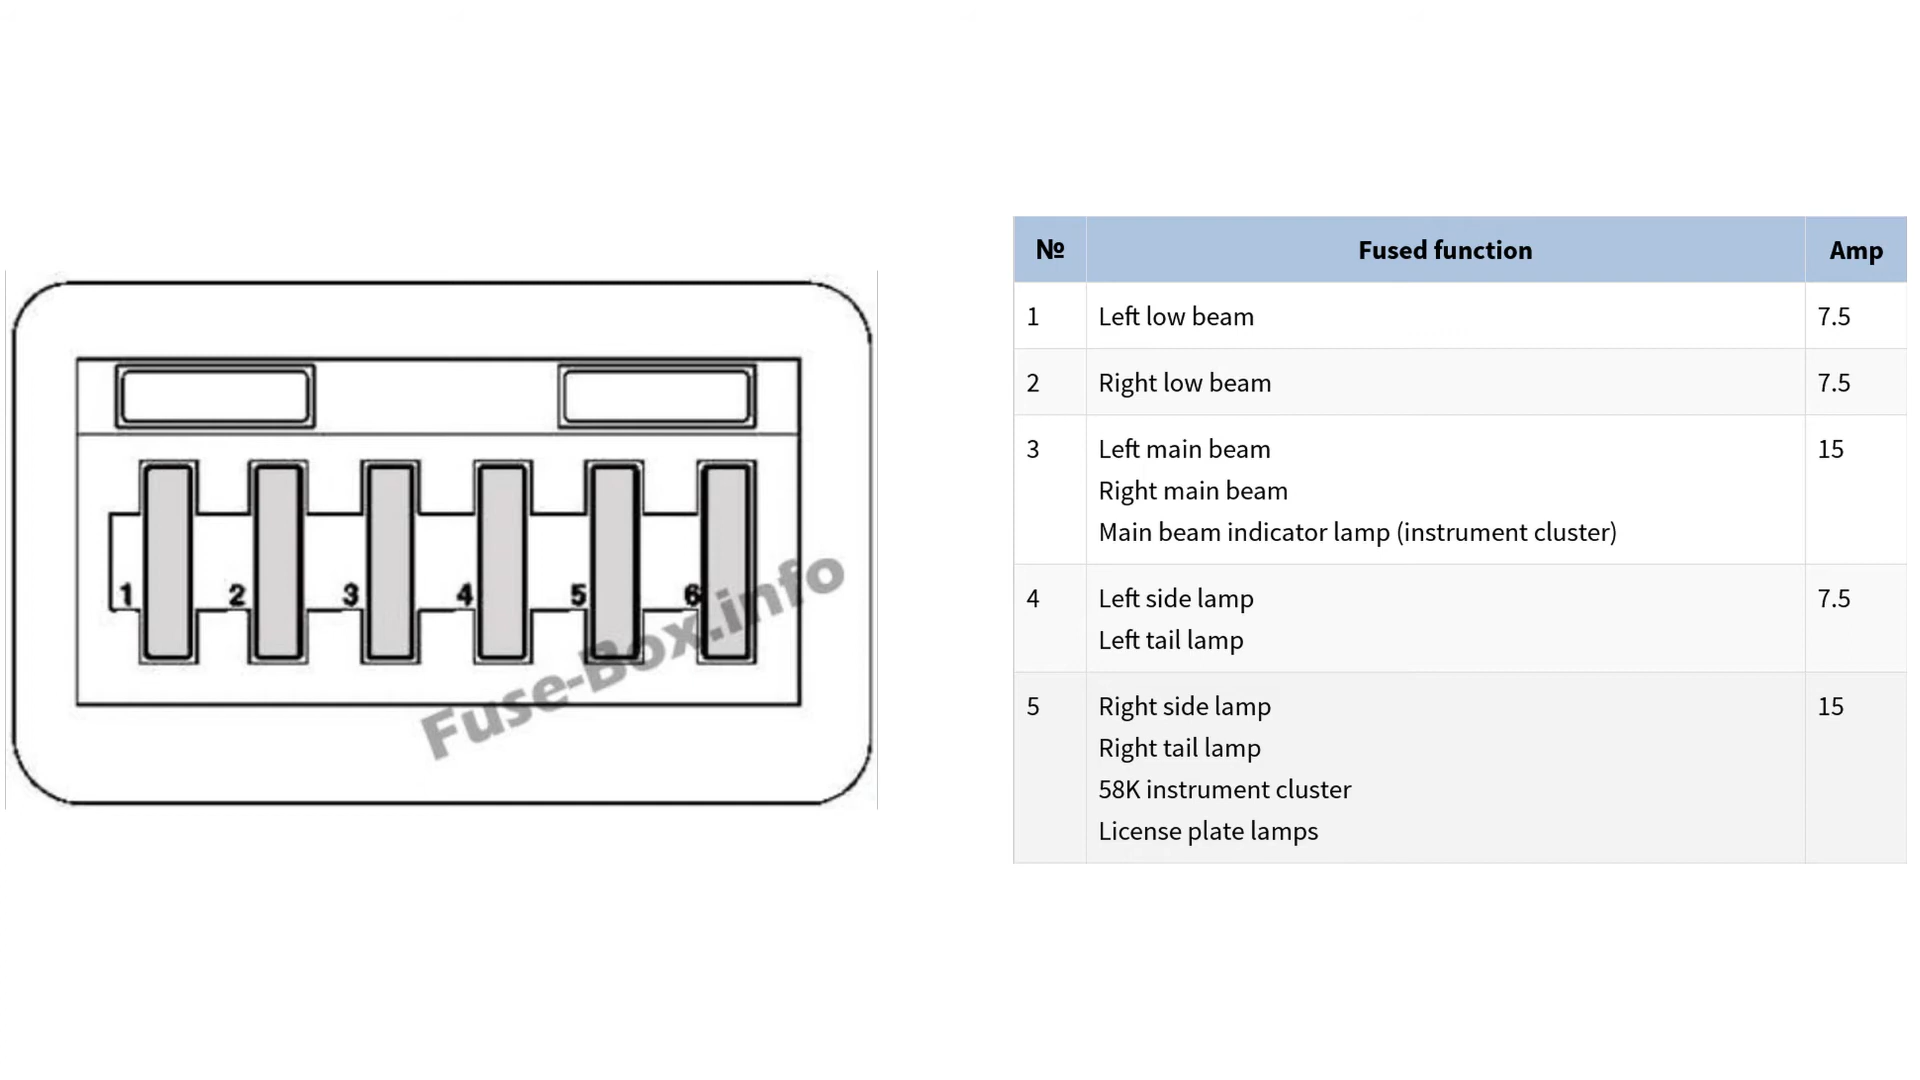 1 2 3 4 5 6
Fuse-Box.info
№ Fused function Amp
1 Left low beam 7.5
2 Right low beam 7.5
3 Left main beam 15
Right main beam
Main beam indicator lamp (instrument cluster)
4 Left side lamp 7.5
Left tail lamp
5 Right side lamp 15
Right tail lamp
58K instrument cluster
License plate lamps